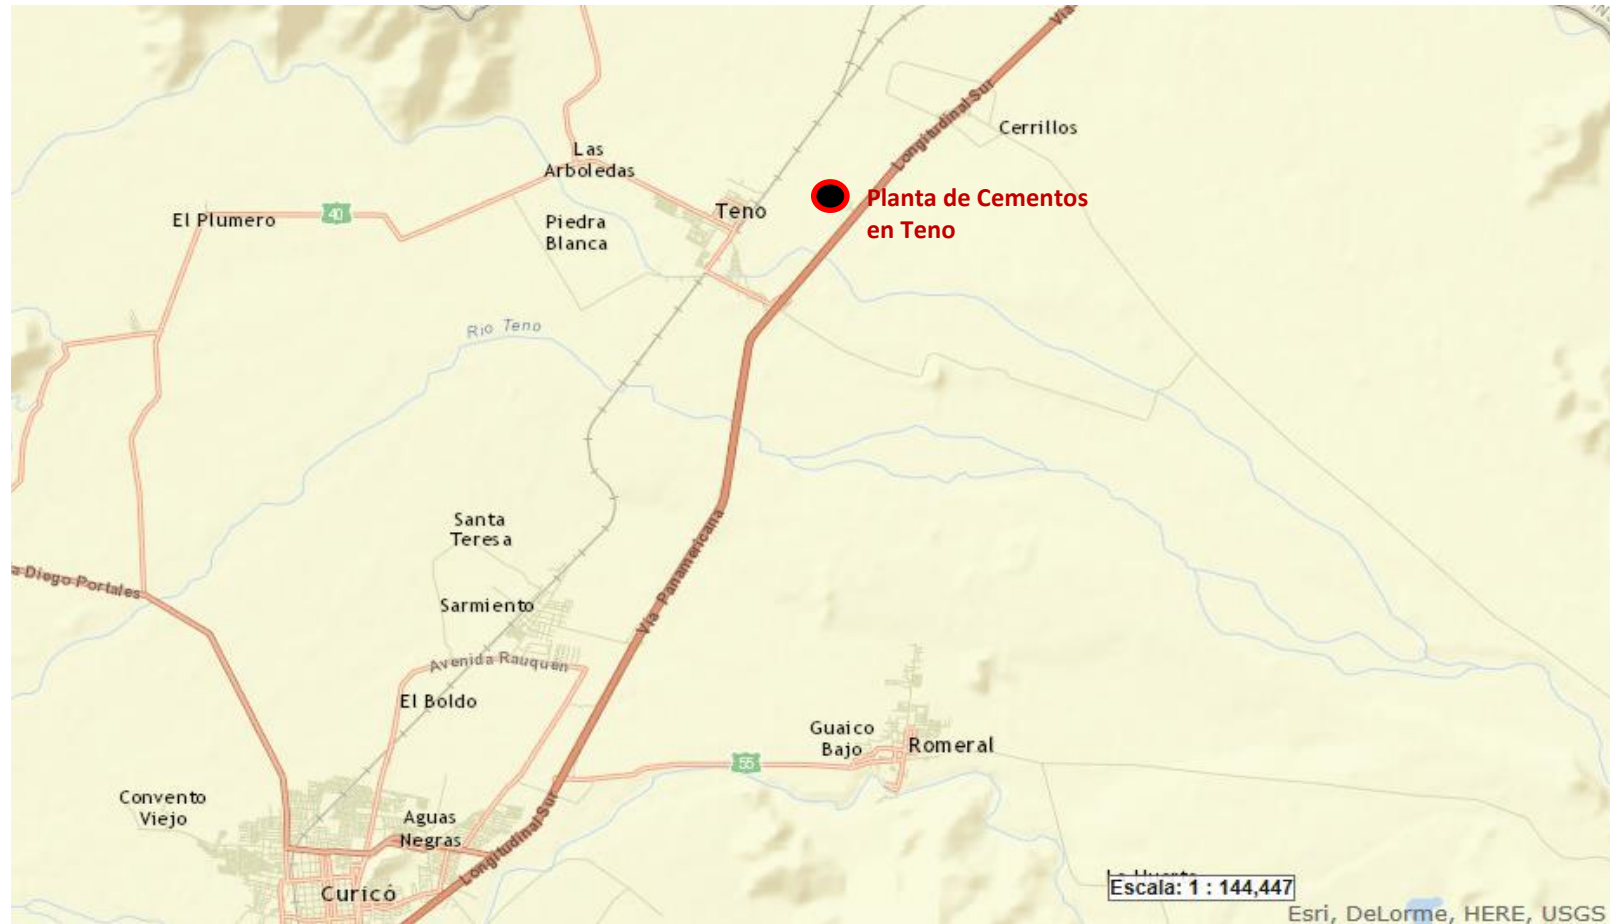 Vía
INS
Longitudinal Sur
Cerrillos
Las
Arboledas
Planta de Cementos
en Teno
Teno
El Plumero
40
Piedra
Blanca
Rio Teno
Santa
Teresa
Vía Panamericana
a Diego Portales
Sarmiento
Avenida Rauquen
El Boldo
Guaico
Bajo
Romeral
55
Convento
Viejo
Aguas
Negras
Longitudinal Sur
Curicó
Escala: 1 : 144,447
Esri, DeLorme, HERE, USGS